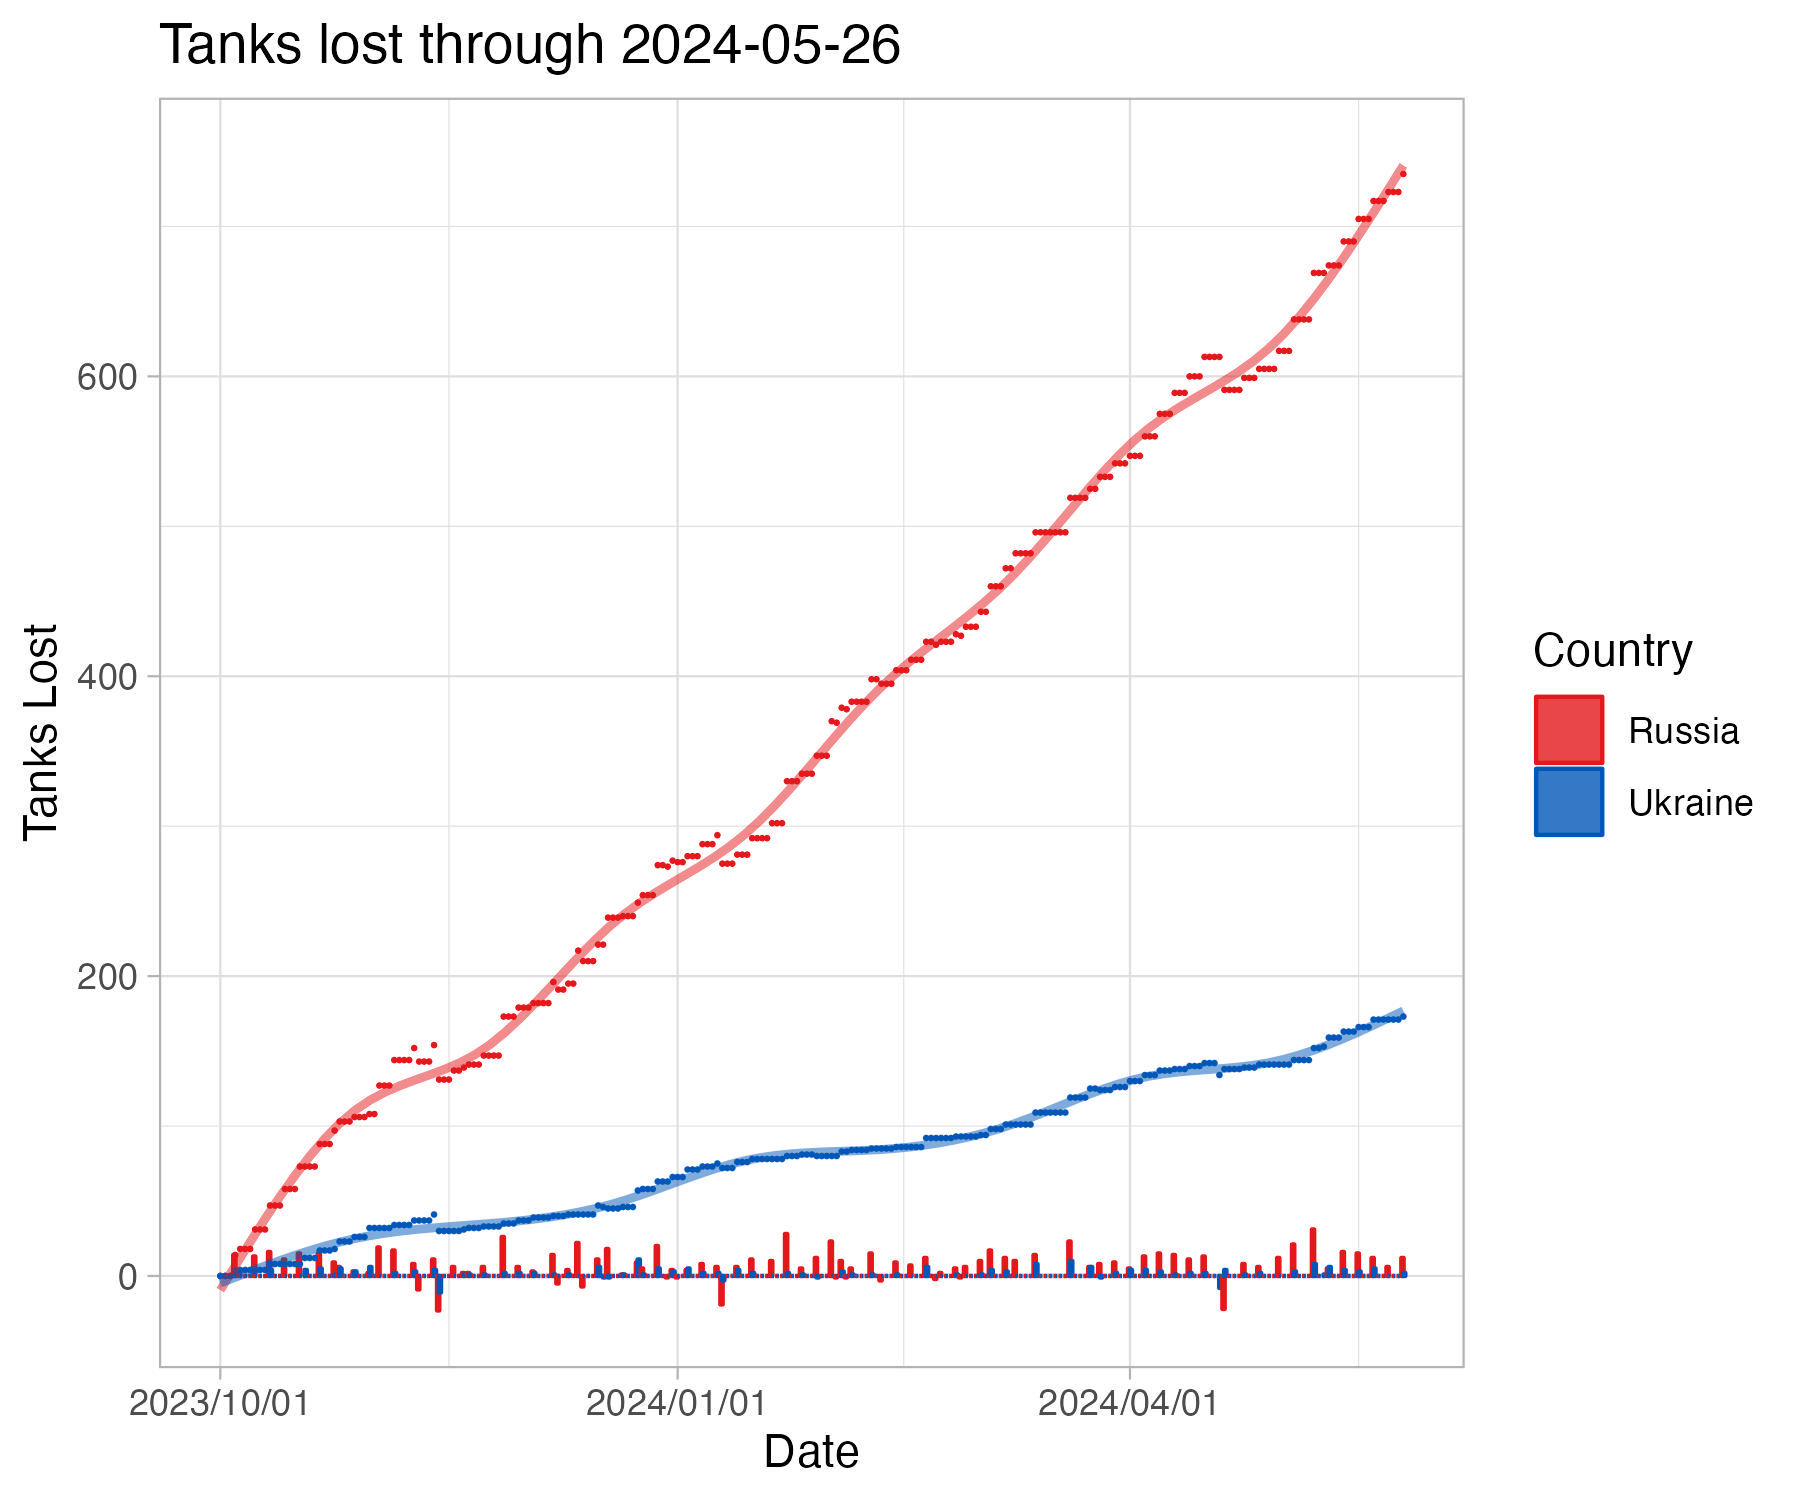 Tanks lost through 2024-05-26
Tanks Lost
600
400
200
0
2023/10/01
2024/01/01
2024/04/01
Date
Country
Russia
Ukraine